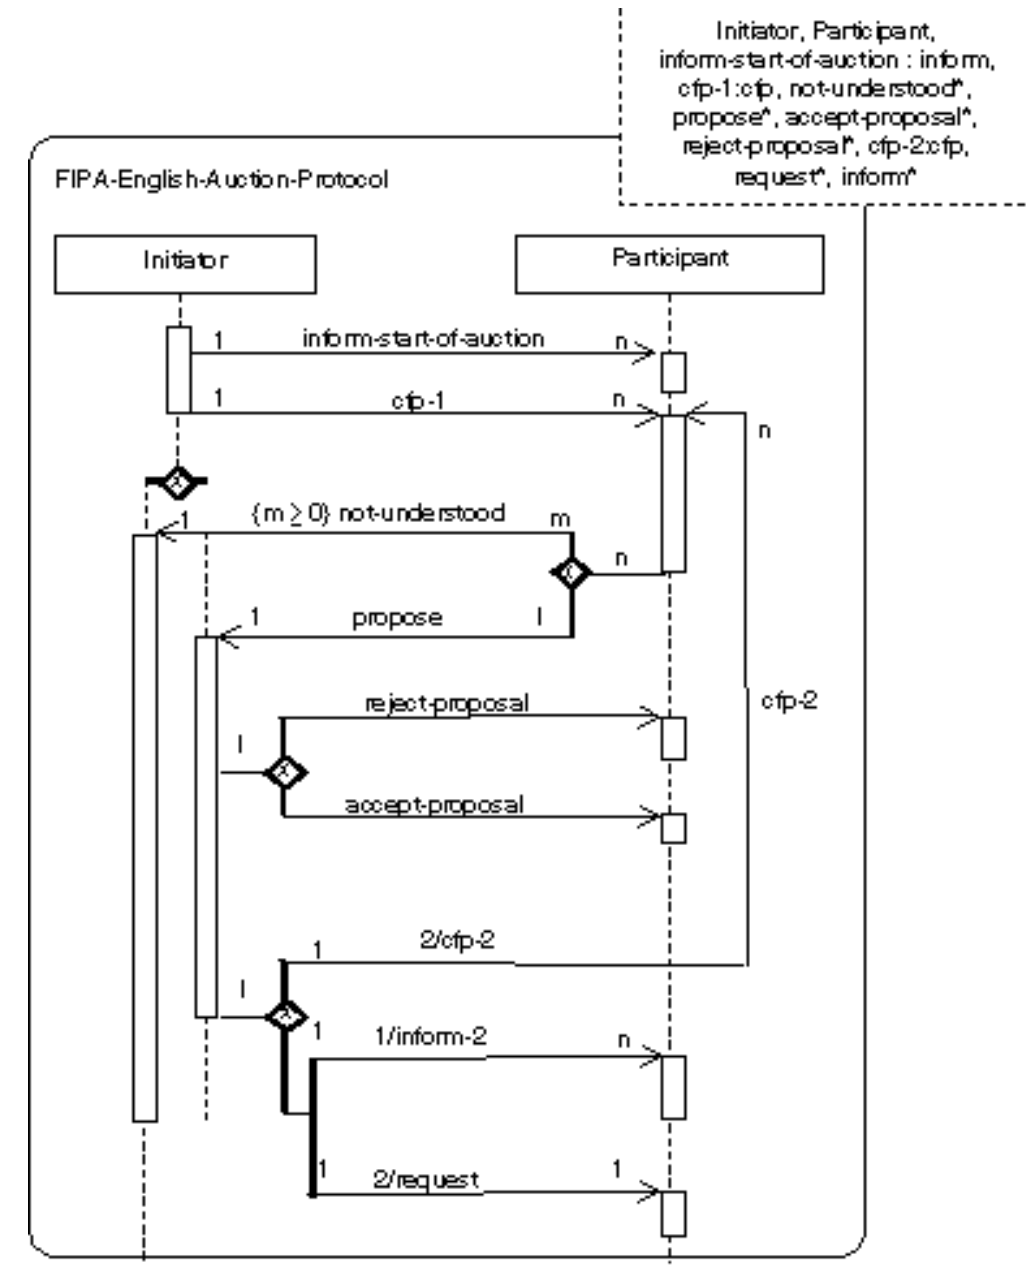 Initiator, Participant,
inform-start-of-auction : inform,
cfp-1:cfp, not-understood*,
propose*, accept-proposal*,
reject-proposal*, cfp-2:cfp,
request*, inform*
FIPA-English-Auction-Protocol
Initiator
Participant
1 inform-start-of-auction n
1 cfp-1 n
n
x
1 {m ≥ 0} not-understood m
n
1 propose l
reject-proposal
cfp-2
l
x
accept-proposal
1 2/cfp-2
l
x
1 1/inform-2 n
1 2/request 1